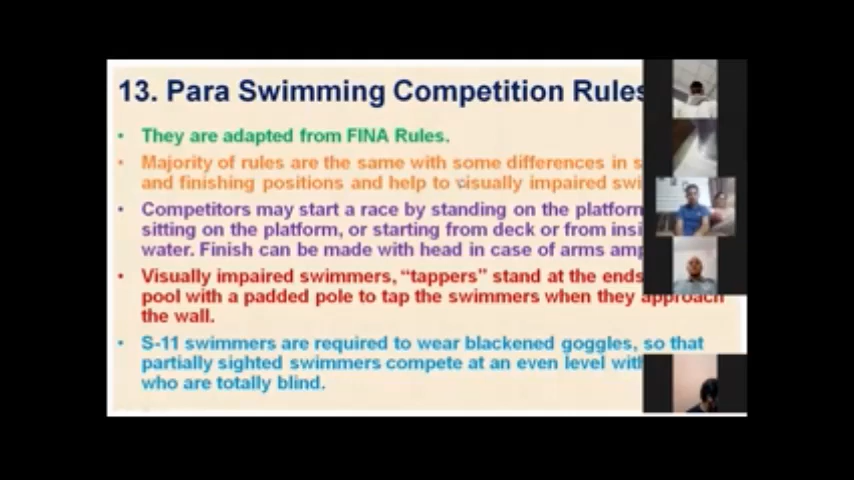 13. Para Swimming Competition Rules
• They are adapted from FINA Rules.
• Majority of rules are the same with some differences in s
and finishing positions and help to visually impaired swi
• Competitors may start a race by standing on the platform
sitting on the platform, or starting from deck or from insi
water. Finish can be made with head in case of arms amp
• Visually impaired swimmers, “tappers” stand at the ends
pool with a padded pole to tap the swimmers when they approach
the wall.
• S-11 swimmers are required to wear blackened goggles, so that
partially sighted swimmers compete at an even level with
who are totally blind.